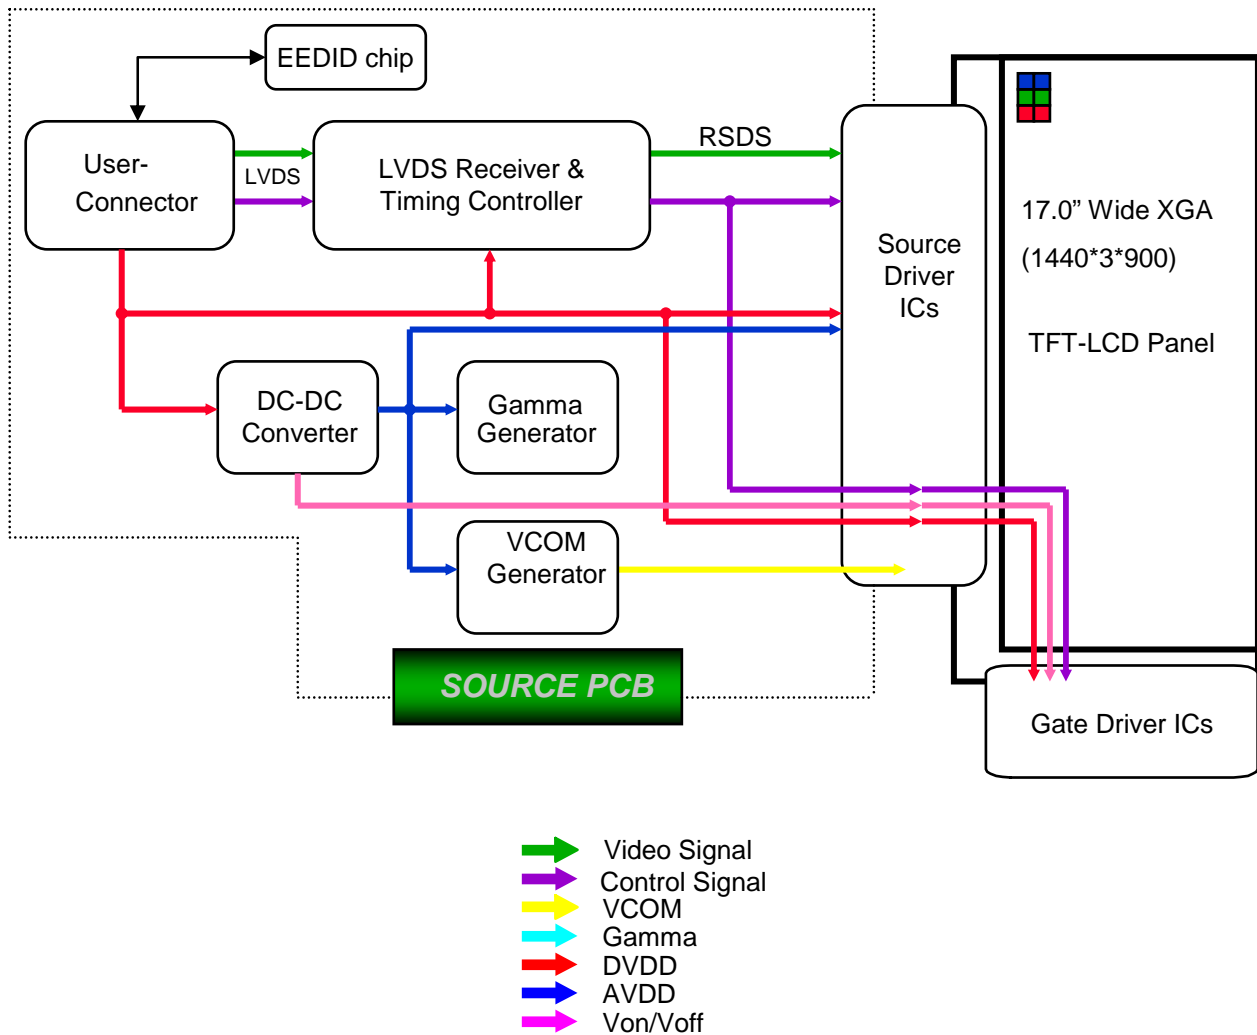 EEDID chip
User-
Connector
LVDS
LVDS Receiver &
Timing Controller
RSDS
Source
Driver
ICs
17.0” Wide XGA
(1440*3*900)
TFT-LCD Panel
DC-DC
Converter
Gamma
Generator
VCOM
Generator
SOURCE PCB
Gate Driver ICs
Video Signal
Control Signal
VCOM
Gamma
DVDD
AVDD
Von/Voff